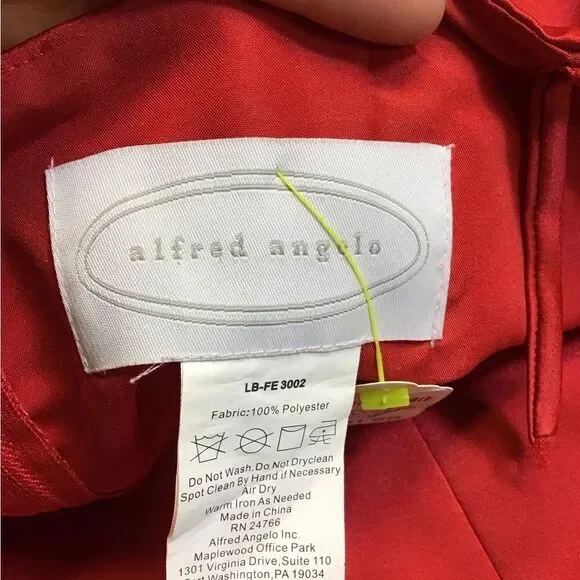 alfred angelo
LB-FE 3002
Fabric:100% Polyester
Do Not Wash, Do Not Dryclean
Spot Clean By Hand if Necessary
Air Dry
Warm Iron As Needed
Made in China
RN 24766
Alfred Angelo Inc.
Maplewood Office Park
1301 Virginia Drive, Suite 110
Fort Washington, PA 19034